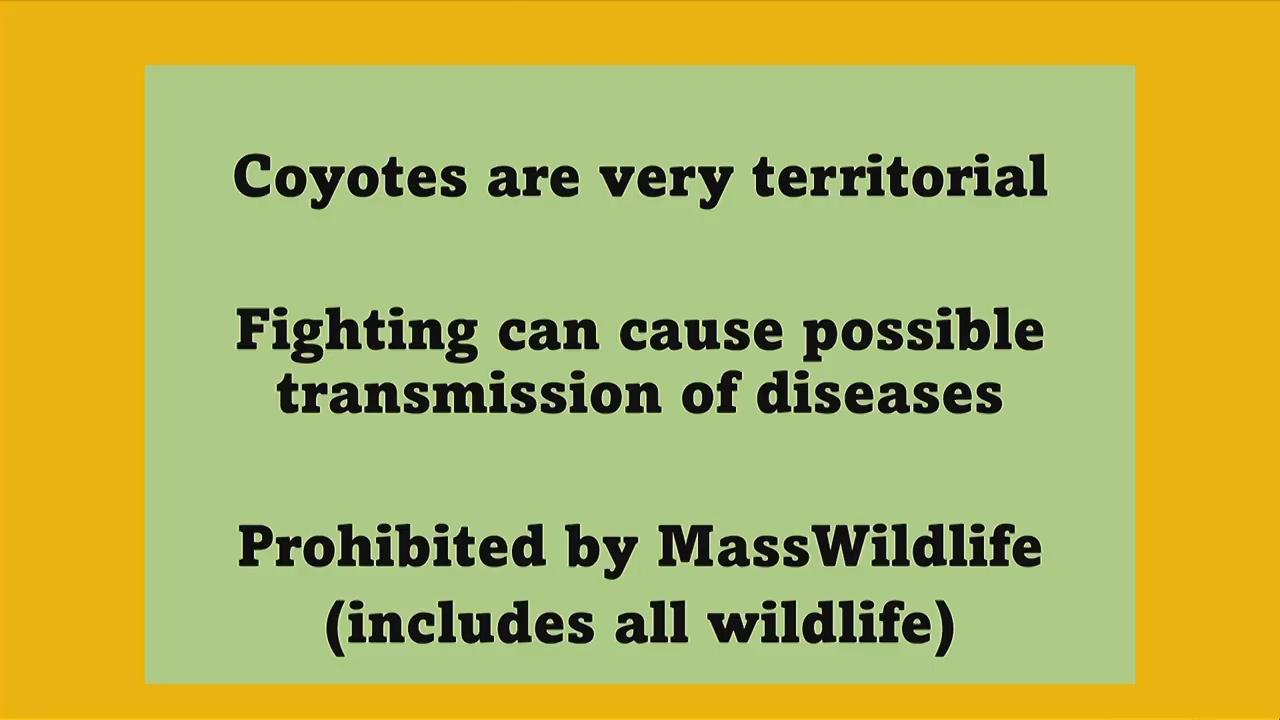 Coyotes are very territorial
Fighting can cause possible
transmission of diseases
Prohibited by MassWildlife
(includes all wildlife)